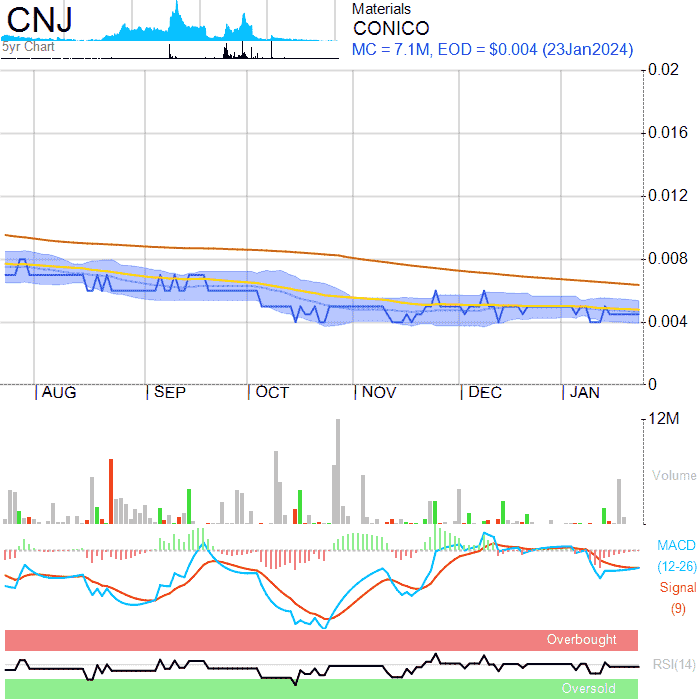 CNJ
5yr Chart
Materials
CONICO
MC = 7.1M, EOD = $0.004 (23Jan2024)
0.02
0.016
0.012
0.008
0.004
0
AUG SEP OCT NOV DEC JAN
12M
Volume
MACD
(12-26)
Signal
(9)
Overbought
RSI(14)
Oversold